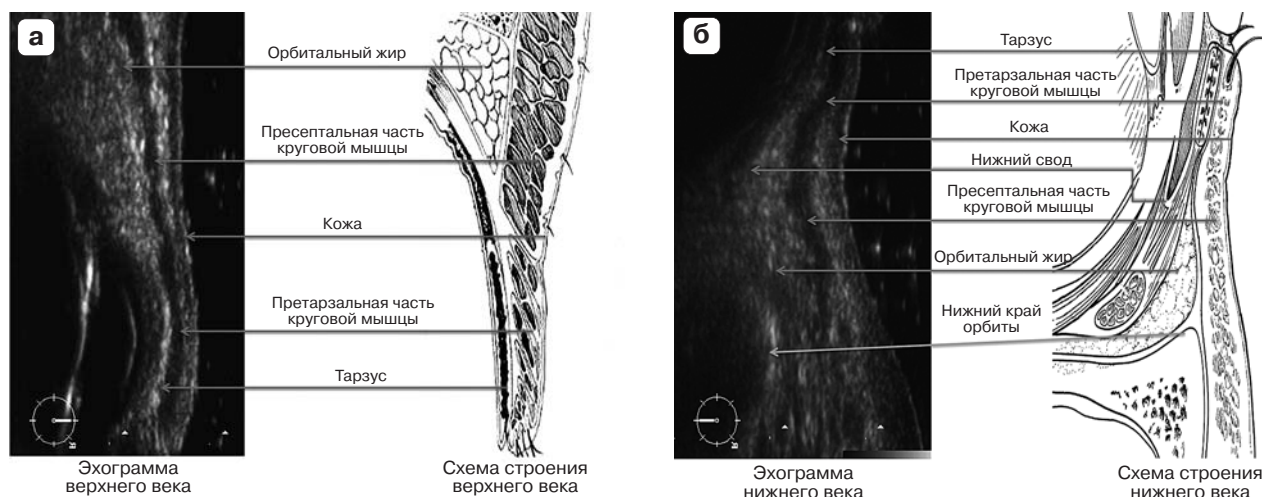 а
Орбитальный жир
Пресептальная часть
круговой мышцы
Кожа
Претарзальная часть
круговой мышцы
Тарзус
Эхограмма
верхнего века
Схема строения
верхнего века
б
Тарзус
Претарзальная часть
круговой мышцы
Кожа
Нижний свод
Пресептальная часть
круговой мышцы
Орбитальный жир
Нижний край
орбиты
Эхограмма
нижнего века
Схема строения
нижнего века